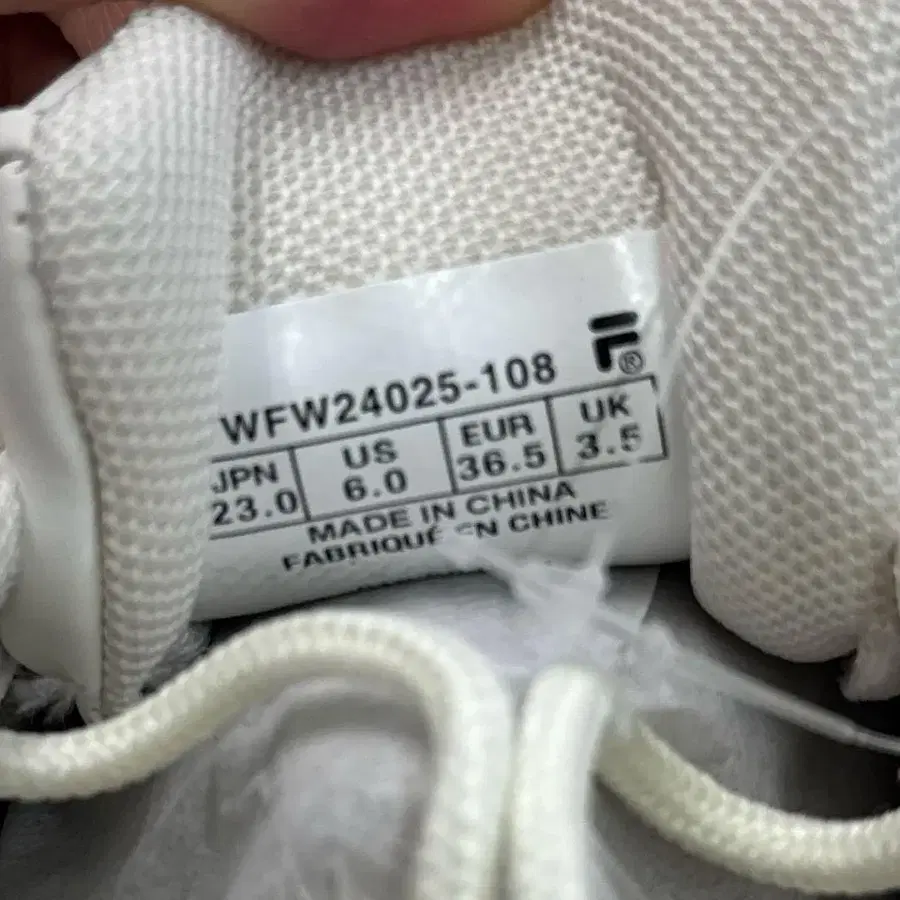 WFW24025-108
JPN US EUR UK
23.0 6.0 36.5 3.5
MADE IN CHINA
FABRIQUÉ EN CHINE